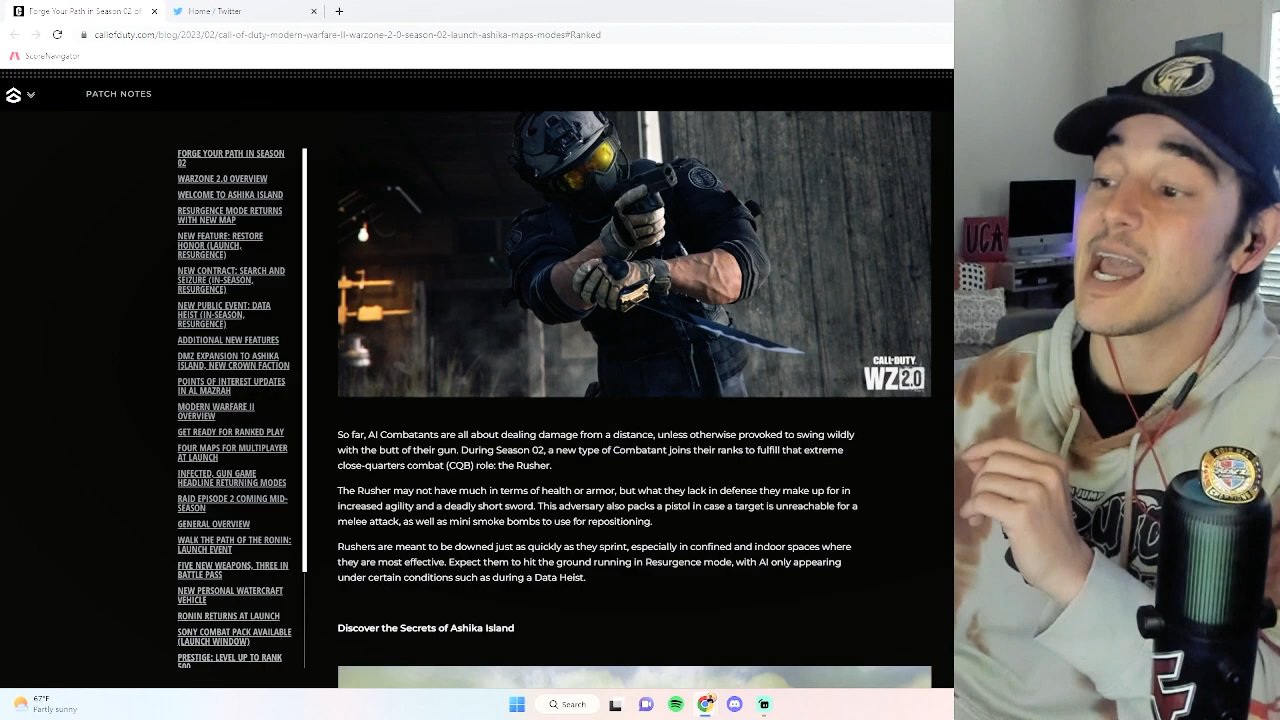 Forge Your Path in Season 02 of
Home / Twitter
callofduty.com/blog/2023/02/call-of-duty-modern-warfare-II-warzone-2-0-season-02-launch-ashika-maps-modes#Ranked
ScoreNavigator
PATCH NOTES
FORGE YOUR PATH IN SEASON
02
WARZONE 2.0 OVERVIEW
WELCOME TO ASHIKA ISLAND
RESURGENCE MODE RETURNS
WITH NEW MAP
NEW FEATURE: RESTORE
HONOR (LAUNCH,
RESURGENCE)
NEW CONTRACT: SEARCH AND
SEIZURE (IN-SEASON,
RESURGENCE)
NEW PUBLIC EVENT: DATA
HEIST (IN-SEASON,
RESURGENCE)
ADDITIONAL NEW FEATURES
DMZ EXPANSION TO ASHIKA
ISLAND, NEW CROWN FACTION
POINTS OF INTEREST UPDATES
IN AL MAZRAH
MODERN WARFARE II
OVERVIEW
GET READY FOR RANKED PLAY
FOUR MAPS FOR MULTIPLAYER
AT LAUNCH
INFECTED, GUN GAME
HEADLINE RETURNING MODES
RAID EPISODE 2 COMING MID-
SEASON
GENERAL OVERVIEW
WALK THE PATH OF THE RONIN:
LAUNCH EVENT
FIVE NEW WEAPONS, THREE IN
BATTLE PASS
NEW PERSONAL WATERCRAFT
VEHICLE
RONIN RETURNS AT LAUNCH
SONY COMBAT PACK AVAILABLE
(LAUNCH WINDOW)
PRESTIGE: LEVEL UP TO RANK
500
CALL OF DUTY
WZ 2.0
So far, AI Combatants are all about dealing damage from a distance, unless otherwise provoked to swing wildly
with the butt of their gun. During Season 02, a new type of Combatant joins their ranks to fulfill that extreme
close-quarters combat (CQB) role: the Rusher.
The Rusher may not have much in terms of health or armor, but what they lack in defense they make up for in
increased agility and a deadly short sword. This adversary also packs a pistol in case a target is unreachable for a
melee attack, as well as mini smoke bombs to use for repositioning.
Rushers are meant to be downed just as quickly as they sprint, especially in confined and indoor spaces where
they are most effective. Expect them to hit the ground running in Resurgence mode, with AI only appearing
under certain conditions such as during a Data Heist.
Discover the Secrets of Ashika Island
67°F
Partly sunny
Search
UCA